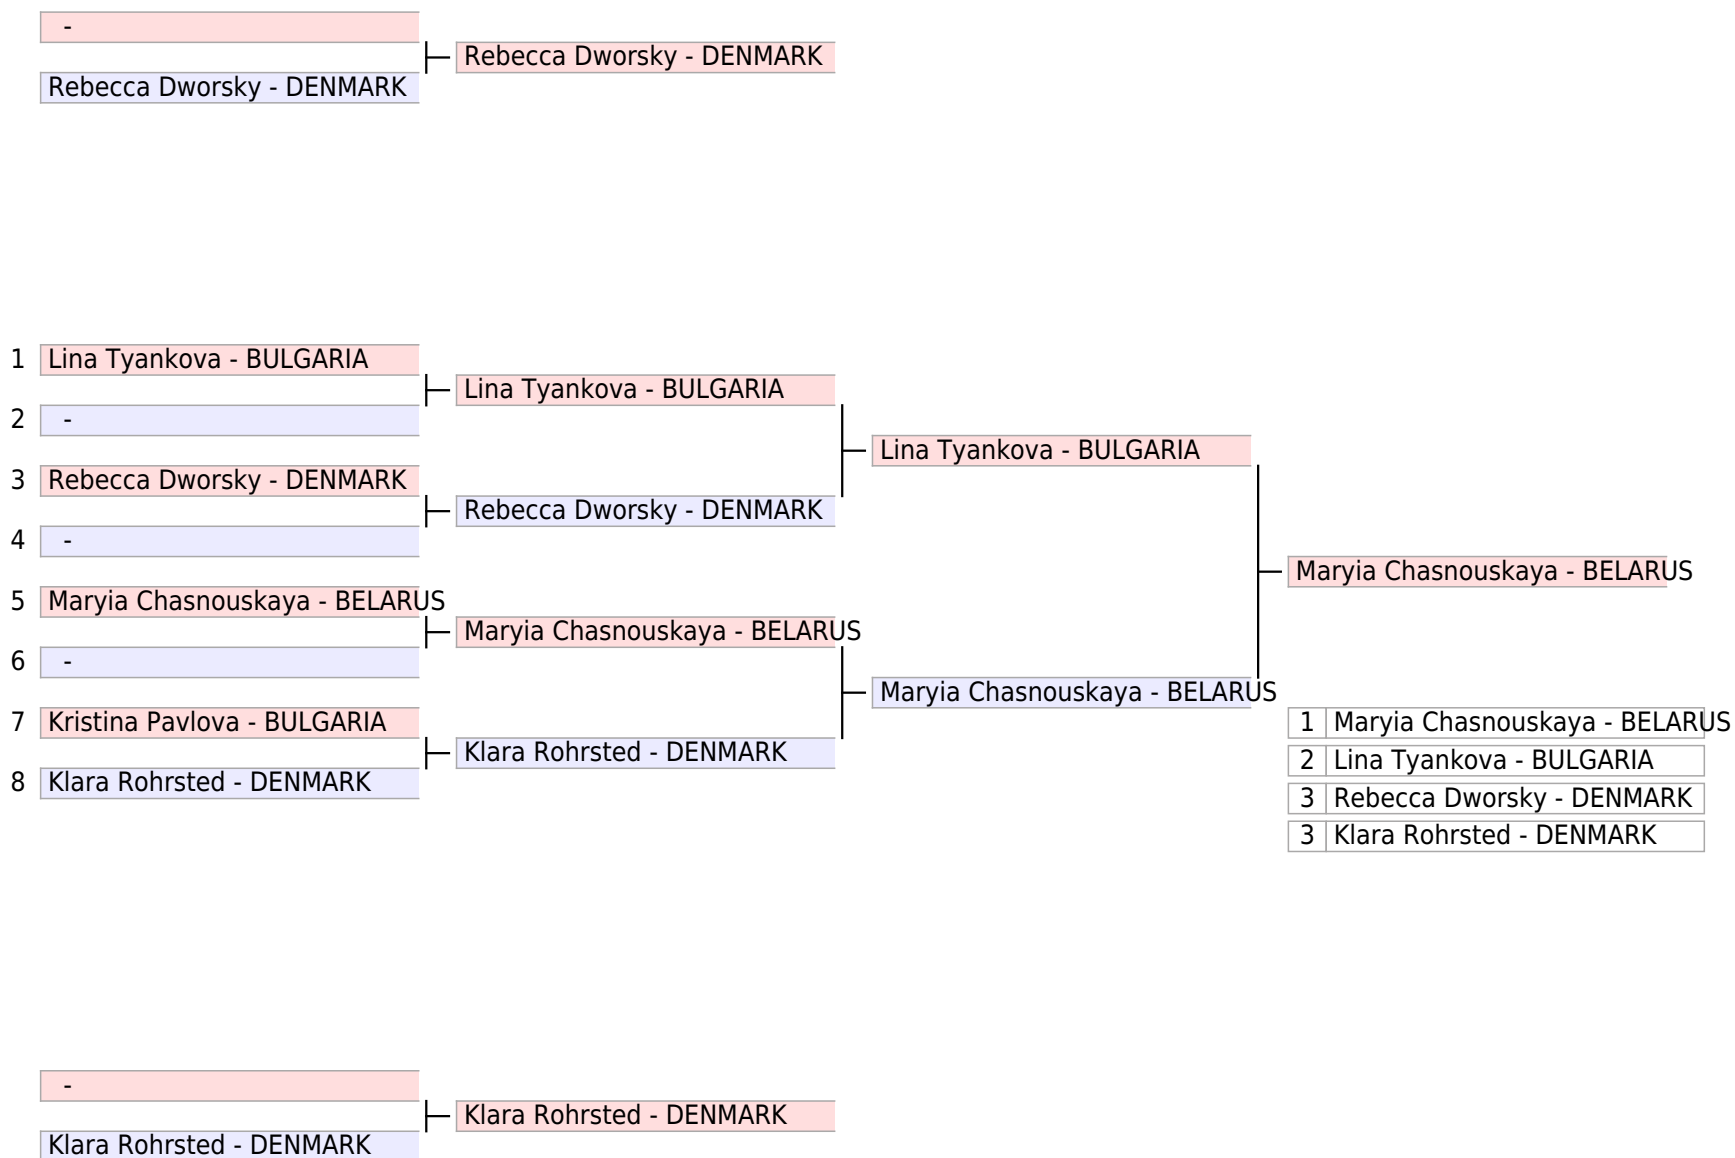 -
Rebecca Dworsky - DENMARK
Rebecca Dworsky - DENMARK
1 Lina Tyankova - BULGARIA
Lina Tyankova - BULGARIA
2 -
Lina Tyankova - BULGARIA
3 Rebecca Dworsky - DENMARK
Rebecca Dworsky - DENMARK
4 -
Maryia Chasnouskaya - BELARUS
5 Maryia Chasnouskaya - BELARUS
Maryia Chasnouskaya - BELARUS
6 -
Maryia Chasnouskaya - BELARUS
7 Kristina Pavlova - BULGARIA
Klara Rohrsted - DENMARK
8 Klara Rohrsted - DENMARK
1 Maryia Chasnouskaya - BELARUS
2 Lina Tyankova - BULGARIA
3 Rebecca Dworsky - DENMARK
3 Klara Rohrsted - DENMARK
-
Klara Rohrsted - DENMARK
Klara Rohrsted - DENMARK